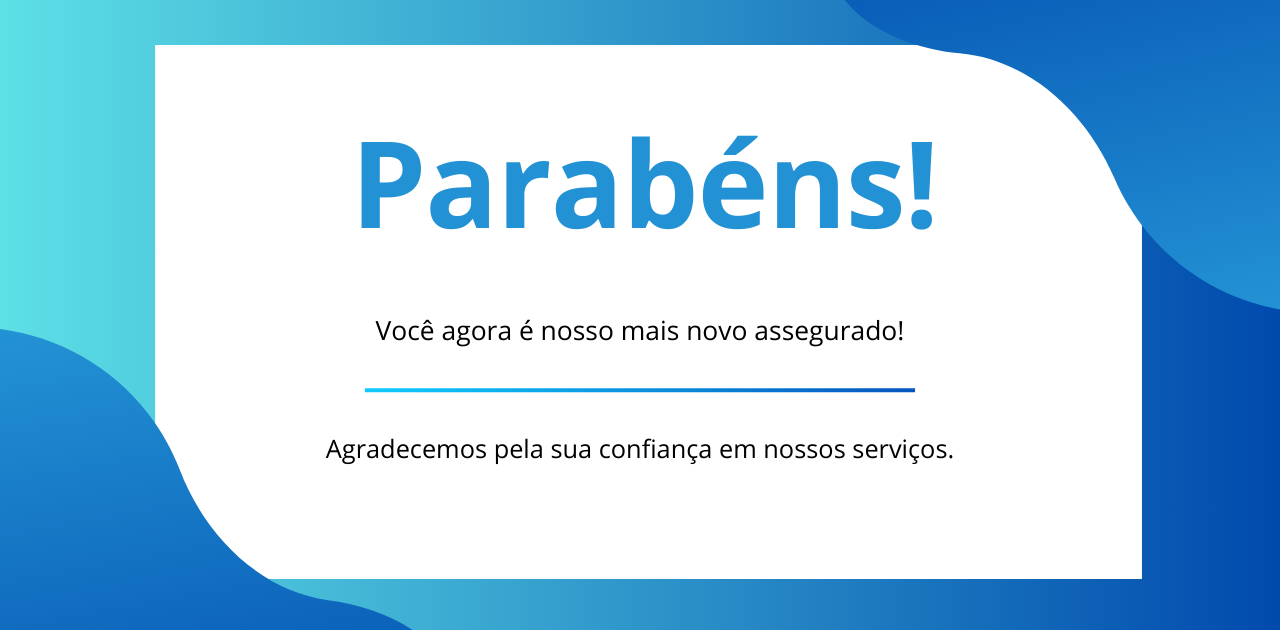 Parabéns!
Você agora é nosso mais novo assegurado!
Agradecemos pela sua confiança em nossos serviços.